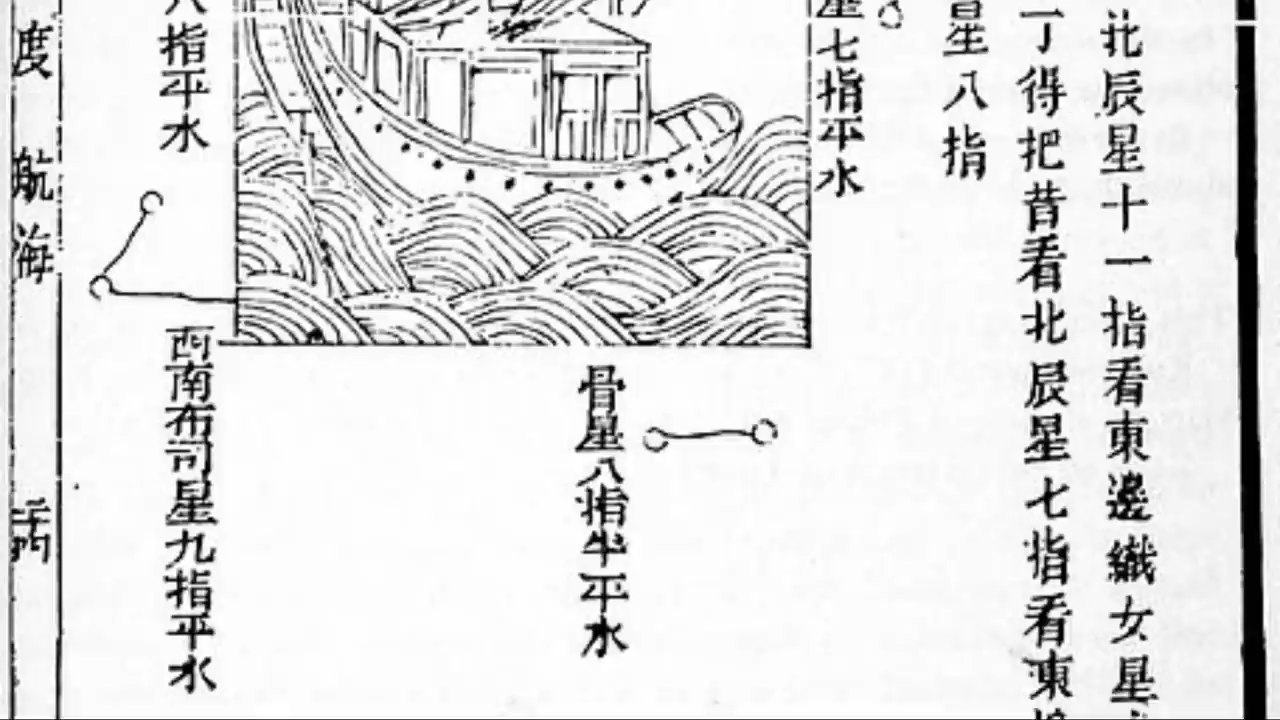 北辰星十一指看東邊織女星
丁得把昔看北辰星七指看東
星八指
星七指平水
骨星八指半平水
八指平水
西南布司星九指平水
度 航海